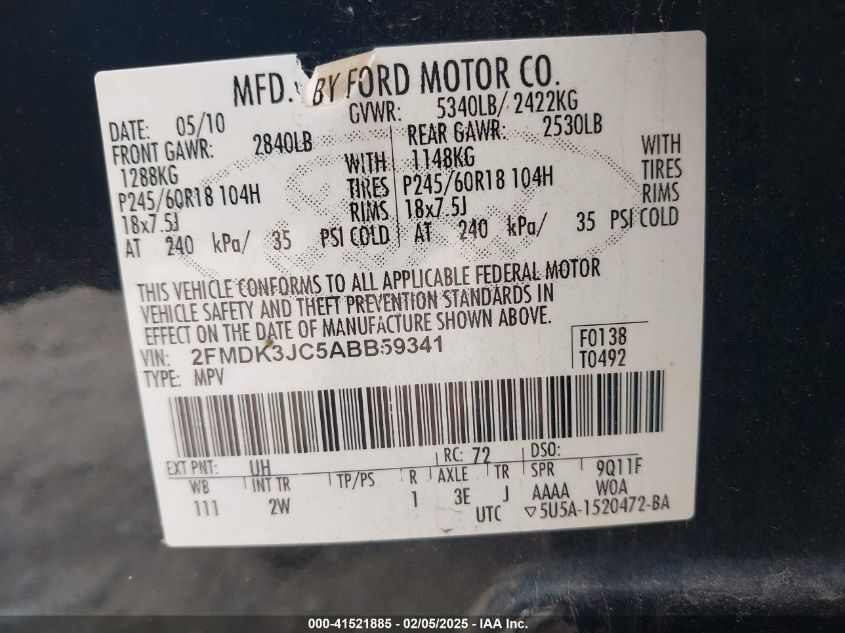 MFD. BY FORD MOTOR CO.
DATE: 05/10 GVWR: 5340LB/ 2422KG
FRONT GAWR: 2840LB REAR GAWR: 2530LB
1288KG WITH 1148KG WITH
P245/60R18 104H TIRES P245/60R18 104H TIRES
18x7.5J RIMS 18x7.5J RIMS
AT 240 kPa/ 35 PSI COLD AT 240 kPa/ 35 PSI COLD
THIS VEHICLE CONFORMS TO ALL APPLICABLE FEDERAL MOTOR
VEHICLE SAFETY AND THEFT PREVENTION STANDARDS IN
EFFECT ON THE DATE OF MANUFACTURE SHOWN ABOVE.
VIN: 2FMDK3JC5ABB59341 F0138
TYPE: MPV T0492
EXT PNT: UH RC: 72 DSO:
WB INT TR TP/PS R AXLE TR SPR 9Q11F
111 2W 1 3E J AAAA W0A
UTC ▽5U5A-1520472-BA
000-41521885 - 02/05/2025 - IAAI.com.